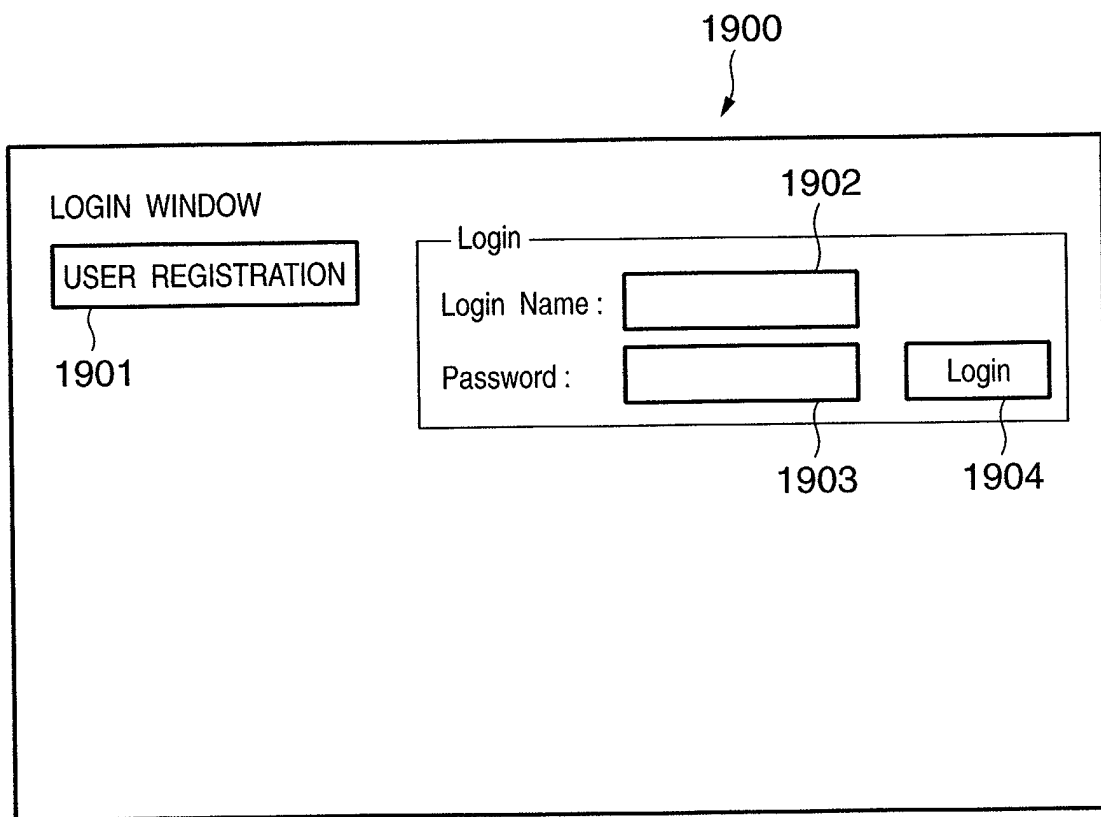 1900
LOGIN WINDOW
USER REGISTRATION
1901
1902
Login
Login Name :
Password :
Login
1903
1904